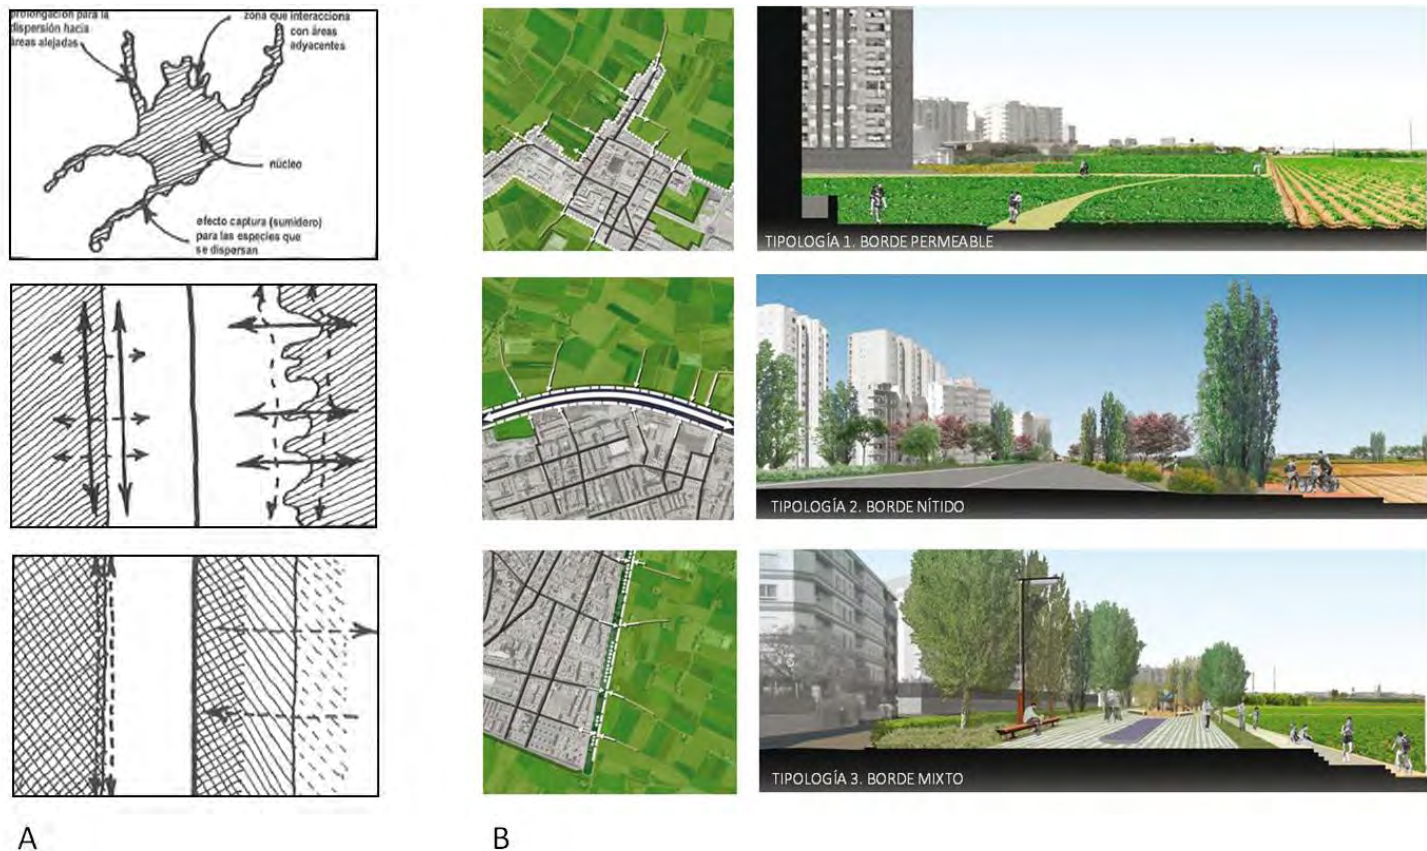 prolongación para la
dispersión hacia
áreas alejadas
zona que interacciona
con áreas
adyacentes
núcleo
efecto captura (sumidero)
para las especies que
se dispersan
TIPOLOGÍA 1. BORDE PERMEABLE
TIPOLOGÍA 2. BORDE NÍTIDO
TIPOLOGÍA 3. BORDE MIXTO
A
B